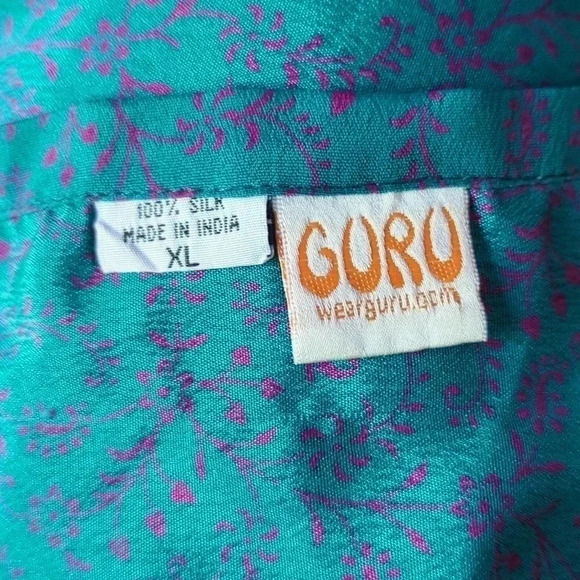 100% SILK
MADE IN INDIA
XL
GURU
wearguru.com